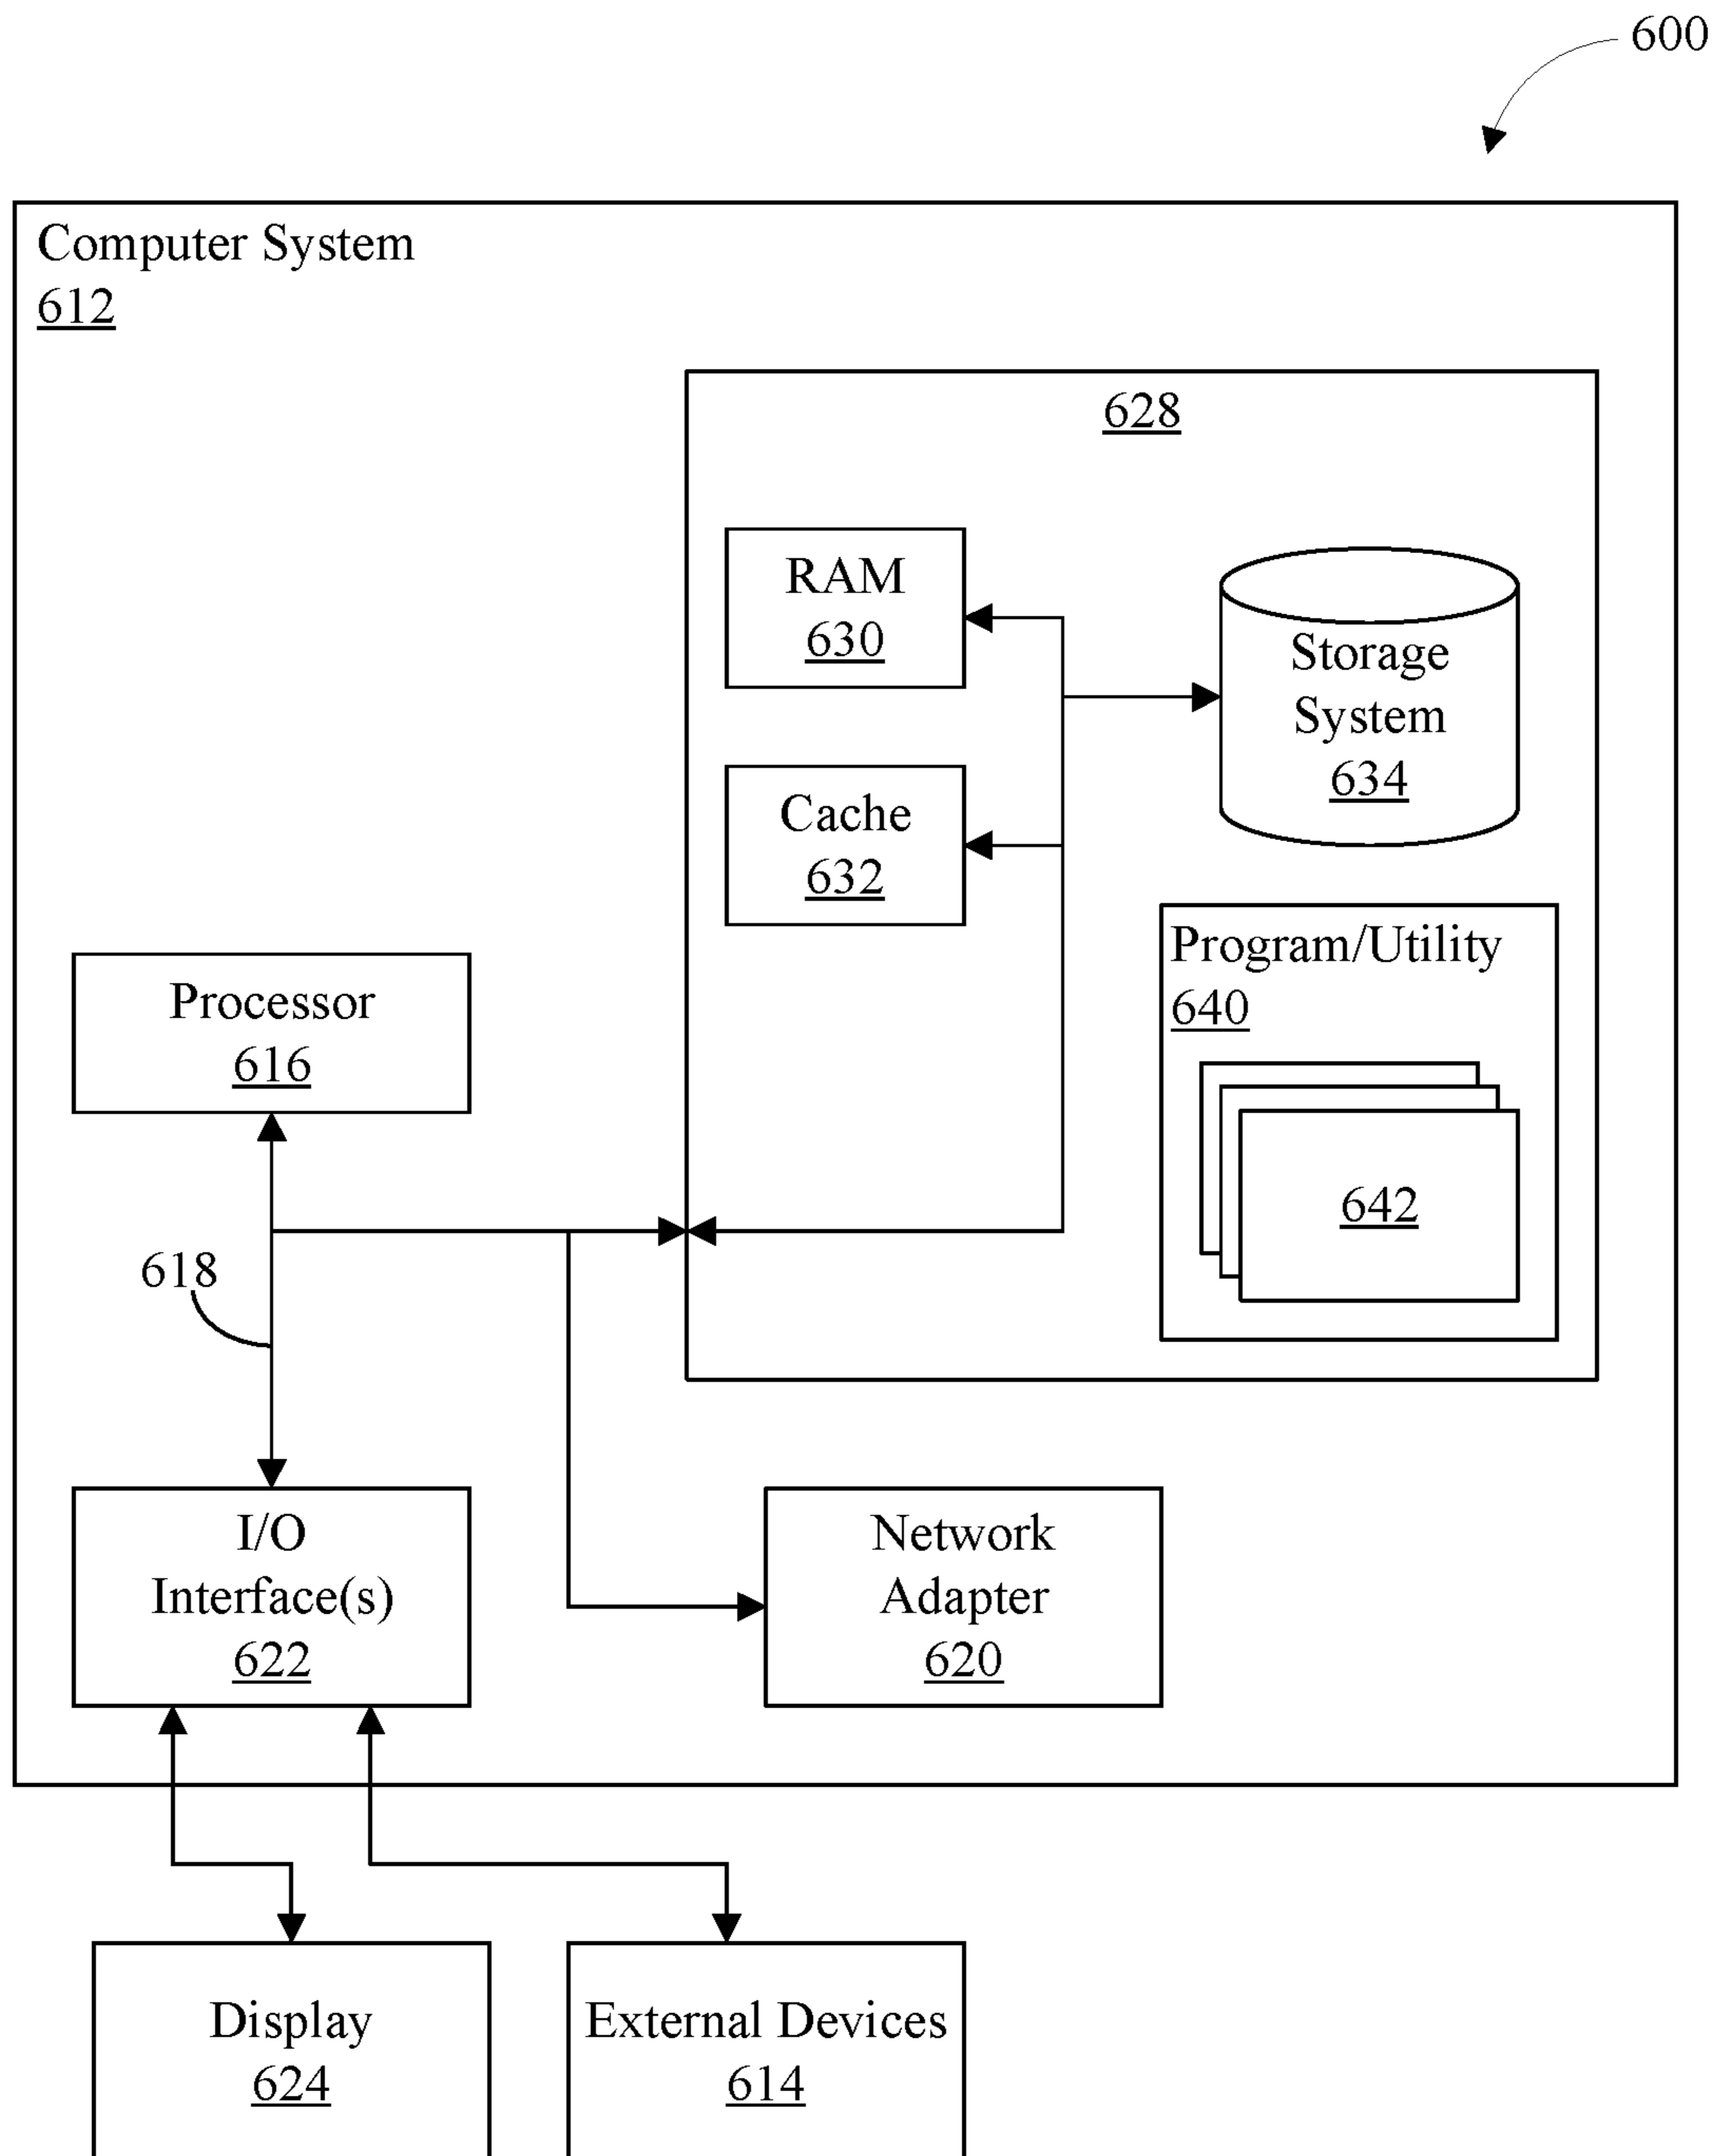 600
Computer System
612
628
RAM
630
Storage
System
634
Cache
632
Program/Utility
640
642
Processor
616
618
I/O
Interface(s)
622
Network
Adapter
620
Display
624
External Devices
614